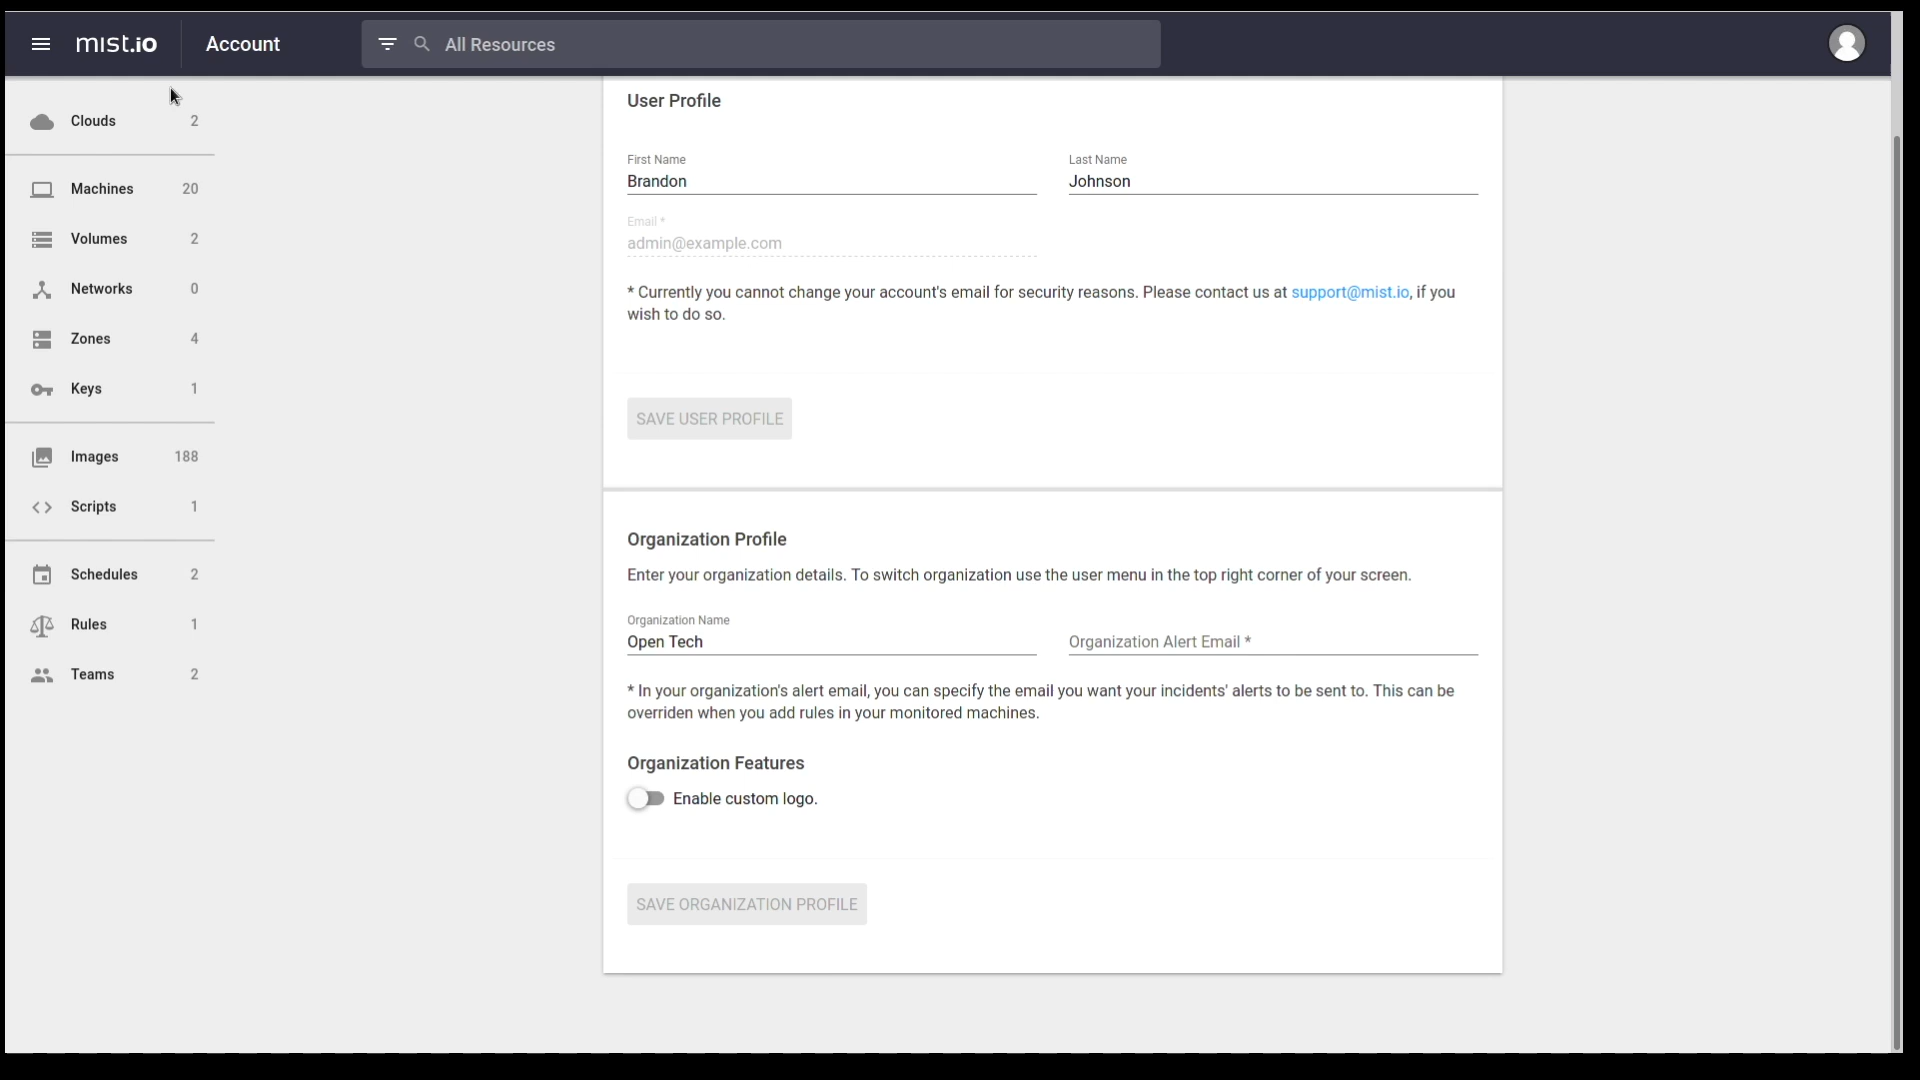 mist.io
Account
All Resources
Clouds 2
Machines 20
Volumes 2
Networks 0
Zones 4
Keys 1
Images 188
Scripts 1
Schedules 2
Rules 1
Teams 2
User Profile
First Name
Brandon
Last Name
Johnson
Email *
admin@example.com
* Currently you cannot change your account's email for security reasons. Please contact us at support@mist.io, if you
wish to do so.
SAVE USER PROFILE
Organization Profile
Enter your organization details. To switch organization use the user menu in the top right corner of your screen.
Organization Name
Open Tech
Organization Alert Email *
* In your organization's alert email, you can specify the email you want your incidents' alerts to be sent to. This can be
overriden when you add rules in your monitored machines.
Organization Features
Enable custom logo.
SAVE ORGANIZATION PROFILE